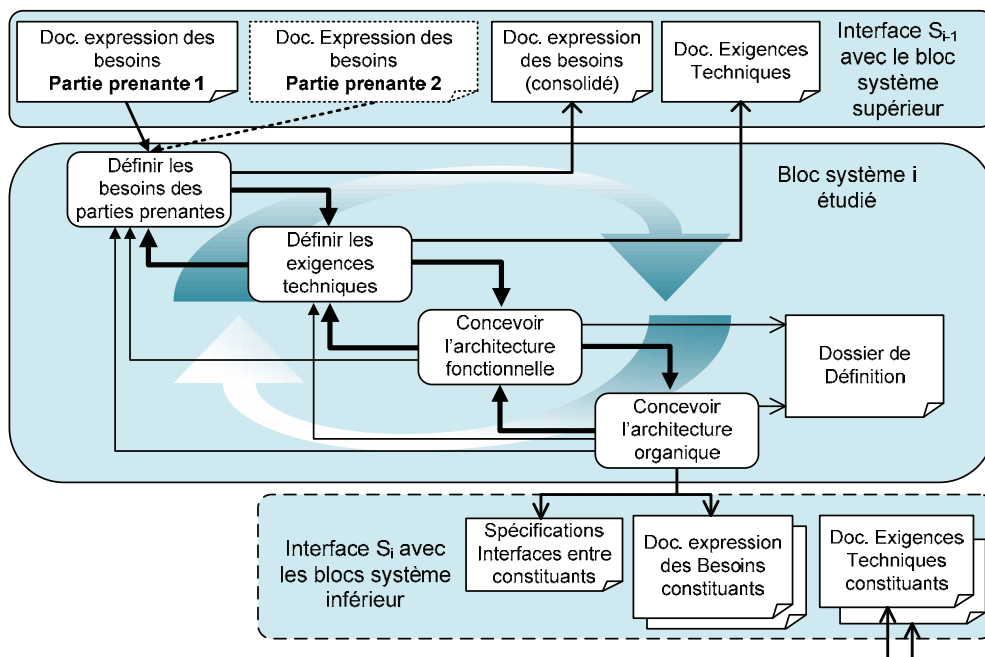 Doc. expression des
besoins
Partie prenante 1
Doc. Expression des
besoins
Partie prenante 2
Doc. expression
des besoins
(consolidé)
Doc. Exigences
Techniques
Interface Si-1
avec le bloc
système
supérieur
Définir les
besoins des
parties prenantes
Bloc système i
étudié
Définir les
exigences
techniques
Concevoir
l'architecture
fonctionnelle
Dossier de
Définition
Concevoir
l'architecture
organique
Interface Si avec
les blocs système
inférieur
Spécifications
Interfaces entre
constituants
Doc. expression
des Besoins
constituants
Doc. Exigences
Techniques
constituants